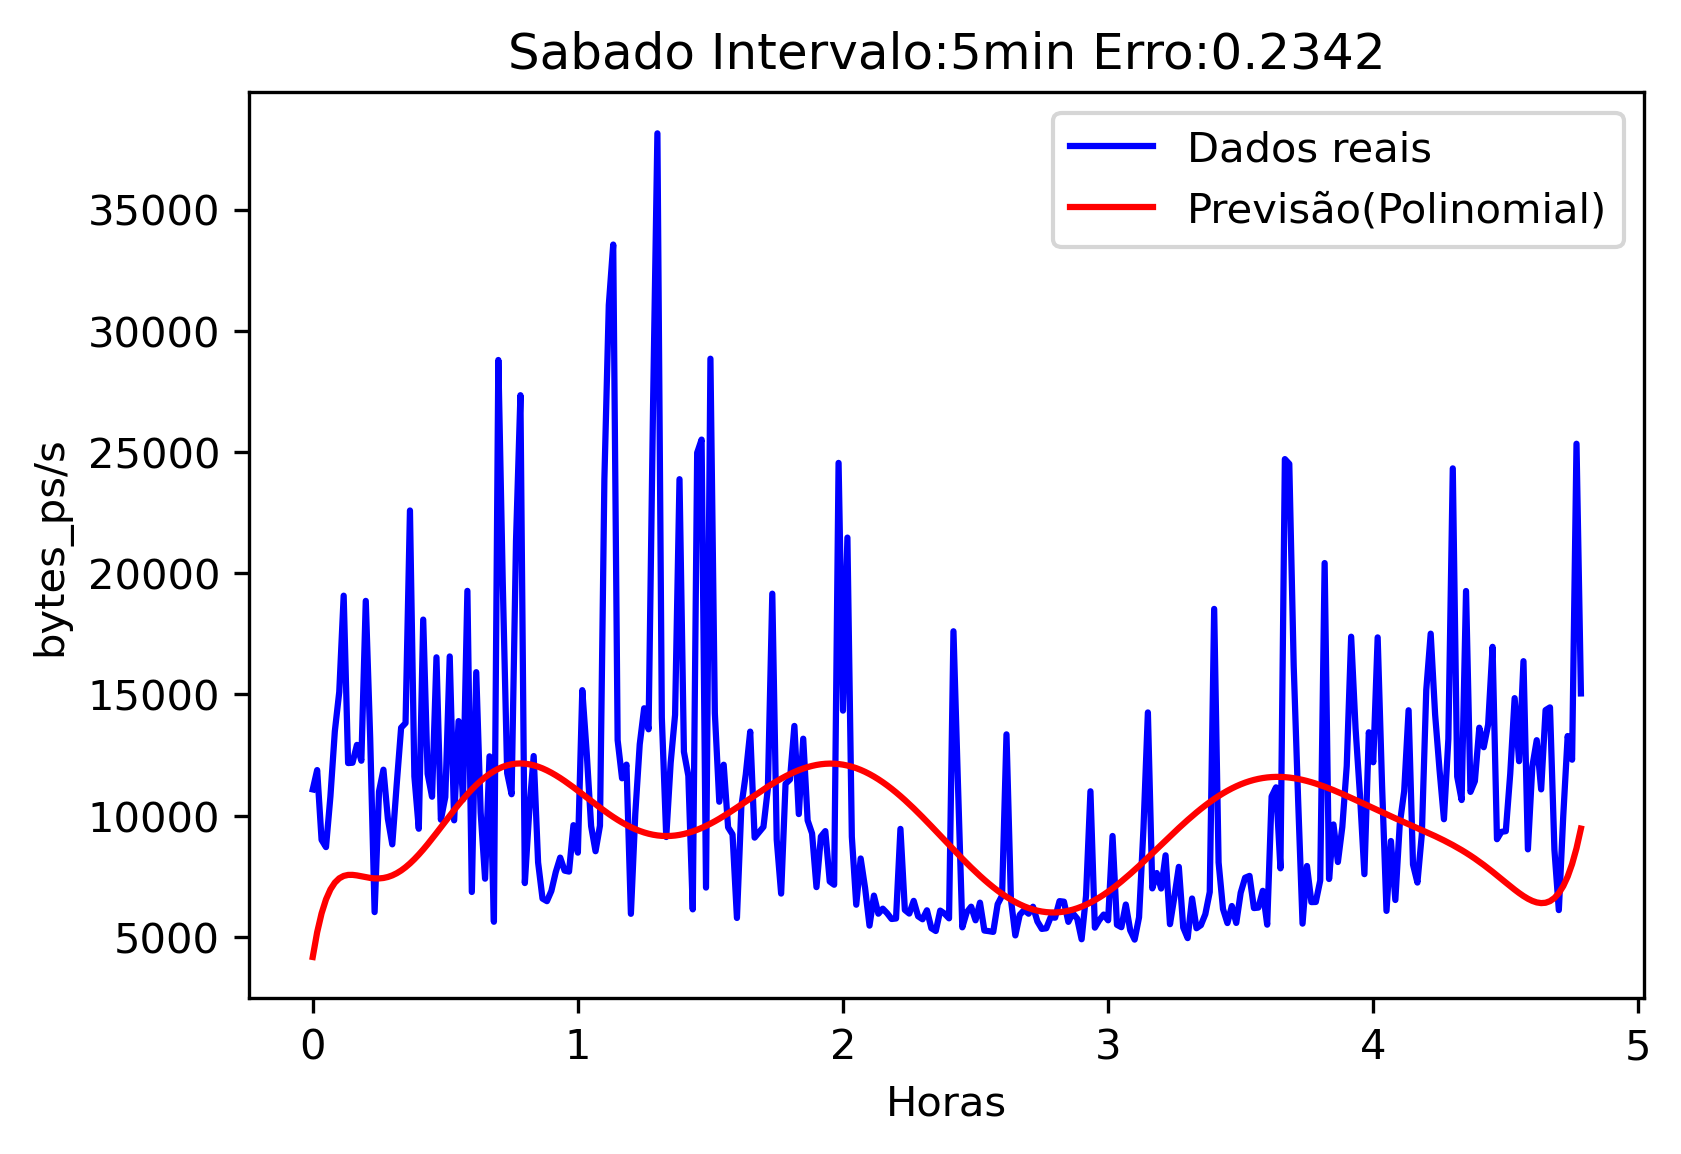 Sabado Intervalo:5min Erro:0.2342
Dados reais
Previsão(Polinomial)
35000
30000
25000
20000
15000
10000
5000
bytes_ps/s
0 1 2 3 4 5
Horas